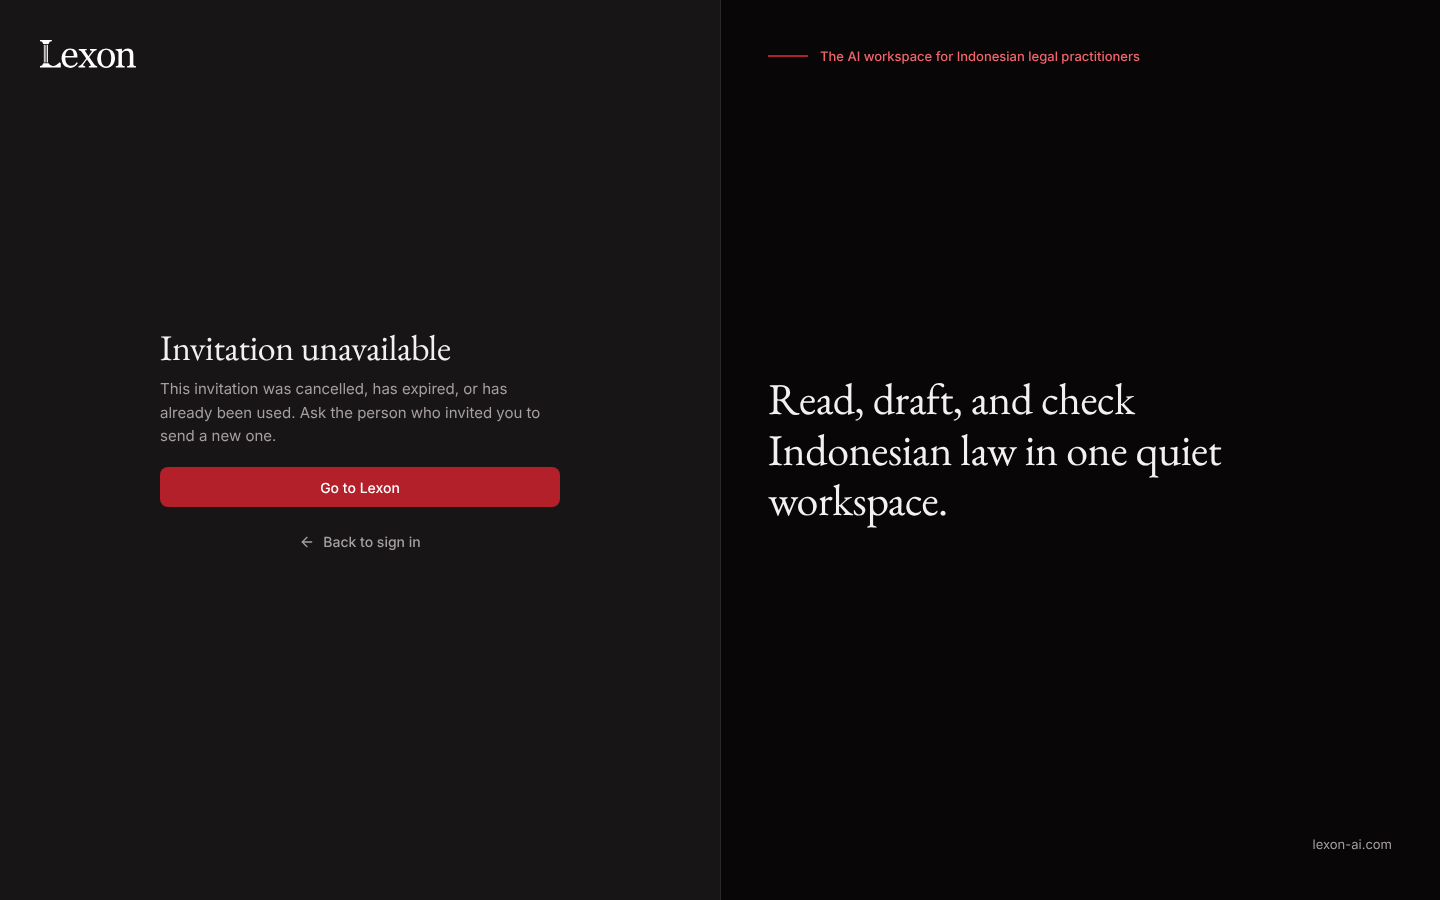 Lexon
Invitation unavailable
This invitation was cancelled, has expired, or has
already been used. Ask the person who invited you to
send a new one.
Go to Lexon
Back to sign in
The AI workspace for Indonesian legal practitioners
Read, draft, and check
Indonesian law in one quiet
workspace.
lexon-ai.com